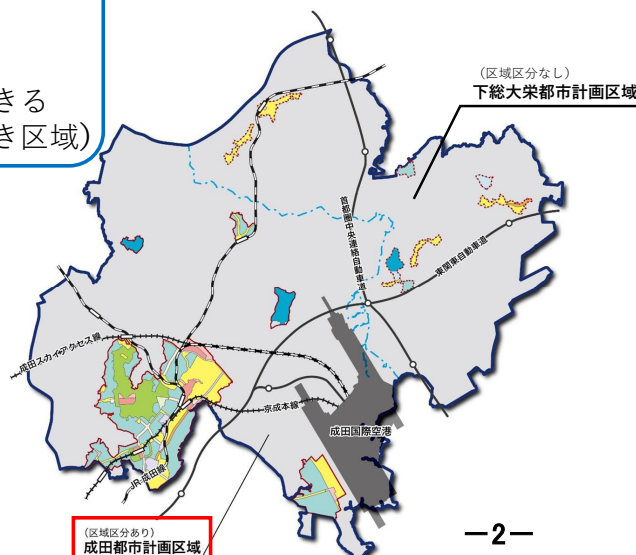 きる
き区域)
(区域区分なし)
下総大栄都市計画区域
首都圏中央連絡自動車道
東関東自動車道
成田スカイアクセス線
京成本線
成田国際空港
JR成田線
(区域区分あり)
成田都市計画区域
－2－